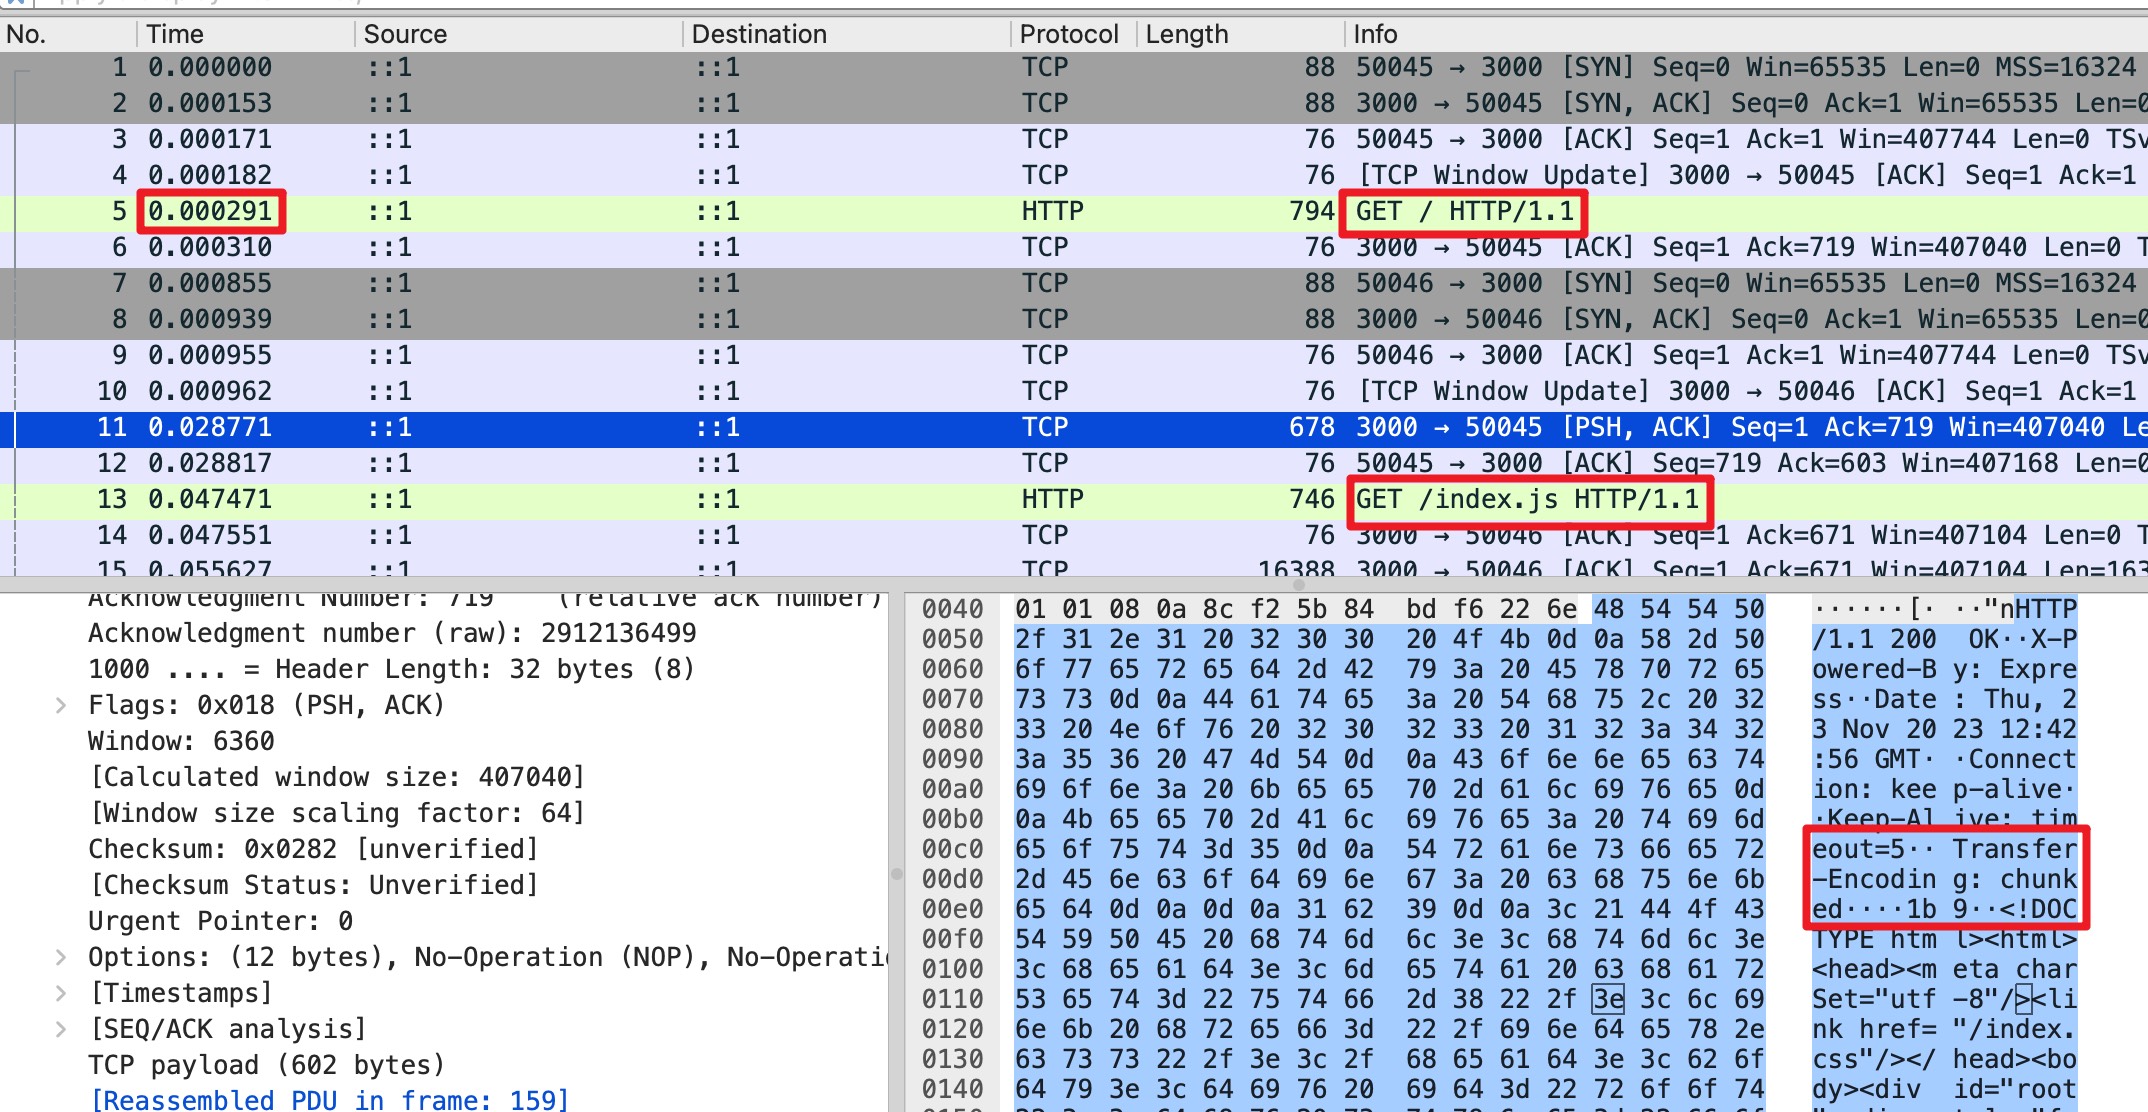 No. Time Source Destination Protocol Length Info
1 0.000000 ::1 ::1 TCP 88 50045 → 3000 [SYN] Seq=0 Win=65535 Len=0 MSS=16324
2 0.000153 ::1 ::1 TCP 88 3000 → 50045 [SYN, ACK] Seq=0 Ack=1 Win=65535 Len=0
3 0.000171 ::1 ::1 TCP 76 50045 → 3000 [ACK] Seq=1 Ack=1 Win=407744 Len=0 TSv
4 0.000182 ::1 ::1 TCP 76 [TCP Window Update] 3000 → 50045 [ACK] Seq=1 Ack=1
5 0.000291 ::1 ::1 HTTP 794 GET / HTTP/1.1
6 0.000310 ::1 ::1 TCP 76 3000 → 50045 [ACK] Seq=1 Ack=719 Win=407040 Len=0 T
7 0.000855 ::1 ::1 TCP 88 50046 → 3000 [SYN] Seq=0 Win=65535 Len=0 MSS=16324
8 0.000939 ::1 ::1 TCP 88 3000 → 50046 [SYN, ACK] Seq=0 Ack=1 Win=65535 Len=0
9 0.000955 ::1 ::1 TCP 76 50046 → 3000 [ACK] Seq=1 Ack=1 Win=407744 Len=0 TSv
10 0.000962 ::1 ::1 TCP 76 [TCP Window Update] 3000 → 50046 [ACK] Seq=1 Ack=1
11 0.028771 ::1 ::1 TCP 678 3000 → 50045 [PSH, ACK] Seq=1 Ack=719 Win=407040 Le
12 0.028817 ::1 ::1 TCP 76 50045 → 3000 [ACK] Seq=719 Ack=603 Win=407168 Len=0
13 0.047471 ::1 ::1 HTTP 746 GET /index.js HTTP/1.1
14 0.047551 ::1 ::1 TCP 76 3000 → 50046 [ACK] Seq=1 Ack=671 Win=407104 Len=0 T
15 0.055627 ::1 ::1 TCP 16388 3000 → 50046 [ACK] Seq=1 Ack=671 Win=407104 Len=163
Acknowledgment Number: 719 (relative ack number)
Acknowledgment number (raw): 2912136499
1000 .... = Header Length: 32 bytes (8)
Flags: 0x018 (PSH, ACK)
Window: 6360
[Calculated window size: 407040]
[Window size scaling factor: 64]
Checksum: 0x0282 [unverified]
[Checksum Status: Unverified]
Urgent Pointer: 0
Options: (12 bytes), No-Operation (NOP), No-Operatio
[Timestamps]
[SEQ/ACK analysis]
TCP payload (602 bytes)
[Reassembled PDU in frame: 159]
0040 01 01 08 0a 8c f2 5b 84 bd f6 22 6e 48 54 54 50 ······[· ··"nHTTP
0050 2f 31 2e 31 20 32 30 30 20 4f 4b 0d 0a 58 2d 50 /1.1 200 OK··X-P
0060 6f 77 65 72 65 64 2d 42 79 3a 20 45 78 70 72 65 owered-B y: Expre
0070 73 73 0d 0a 44 61 74 65 3a 20 54 68 75 2c 20 32 ss··Date : Thu, 2
0080 33 20 4e 6f 76 20 32 30 32 33 20 31 32 3a 34 32 3 Nov 20 23 12:42
0090 3a 35 36 20 47 4d 54 0d 0a 43 6f 6e 6e 65 63 74 :56 GMT· ·Connect
00a0 69 6f 6e 3a 20 6b 65 65 70 2d 61 6c 69 76 65 0d ion: kee p-alive·
00b0 0a 4b 65 65 70 2d 41 6c 69 76 65 3a 20 74 69 6d ·Keep-Al ive: tim
00c0 65 6f 75 74 3d 35 0d 0a 54 72 61 6e 73 66 65 72 eout=5·· Transfer
00d0 2d 45 6e 63 6f 64 69 6e 67 3a 20 63 68 75 6e 6b -Encodin g: chunk
00e0 65 64 0d 0a 0d 0a 31 62 39 0d 0a 3c 21 44 4f 43 ed····1b 9··<!DOC
00f0 54 59 50 45 20 68 74 6d 6c 3e 3c 68 74 6d 6c 3e TYPE htm l><html>
0100 3c 68 65 61 64 3e 3c 6d 65 74 61 20 63 68 61 72 <head><m eta char
0110 53 65 74 3d 22 75 74 66 2d 38 22 2f 3e 3c 6c 69 Set="utf -8"/><li
0120 6e 6b 20 68 72 65 66 3d 22 2f 69 6e 64 65 78 2e nk href= "/index.
0130 63 73 73 22 2f 3e 3c 2f 68 65 61 64 3e 3c 62 6f css"/></ head><bo
0140 64 79 3e 3c 64 69 76 20 69 64 3d 22 72 6f 6f 74 dy><div id="root